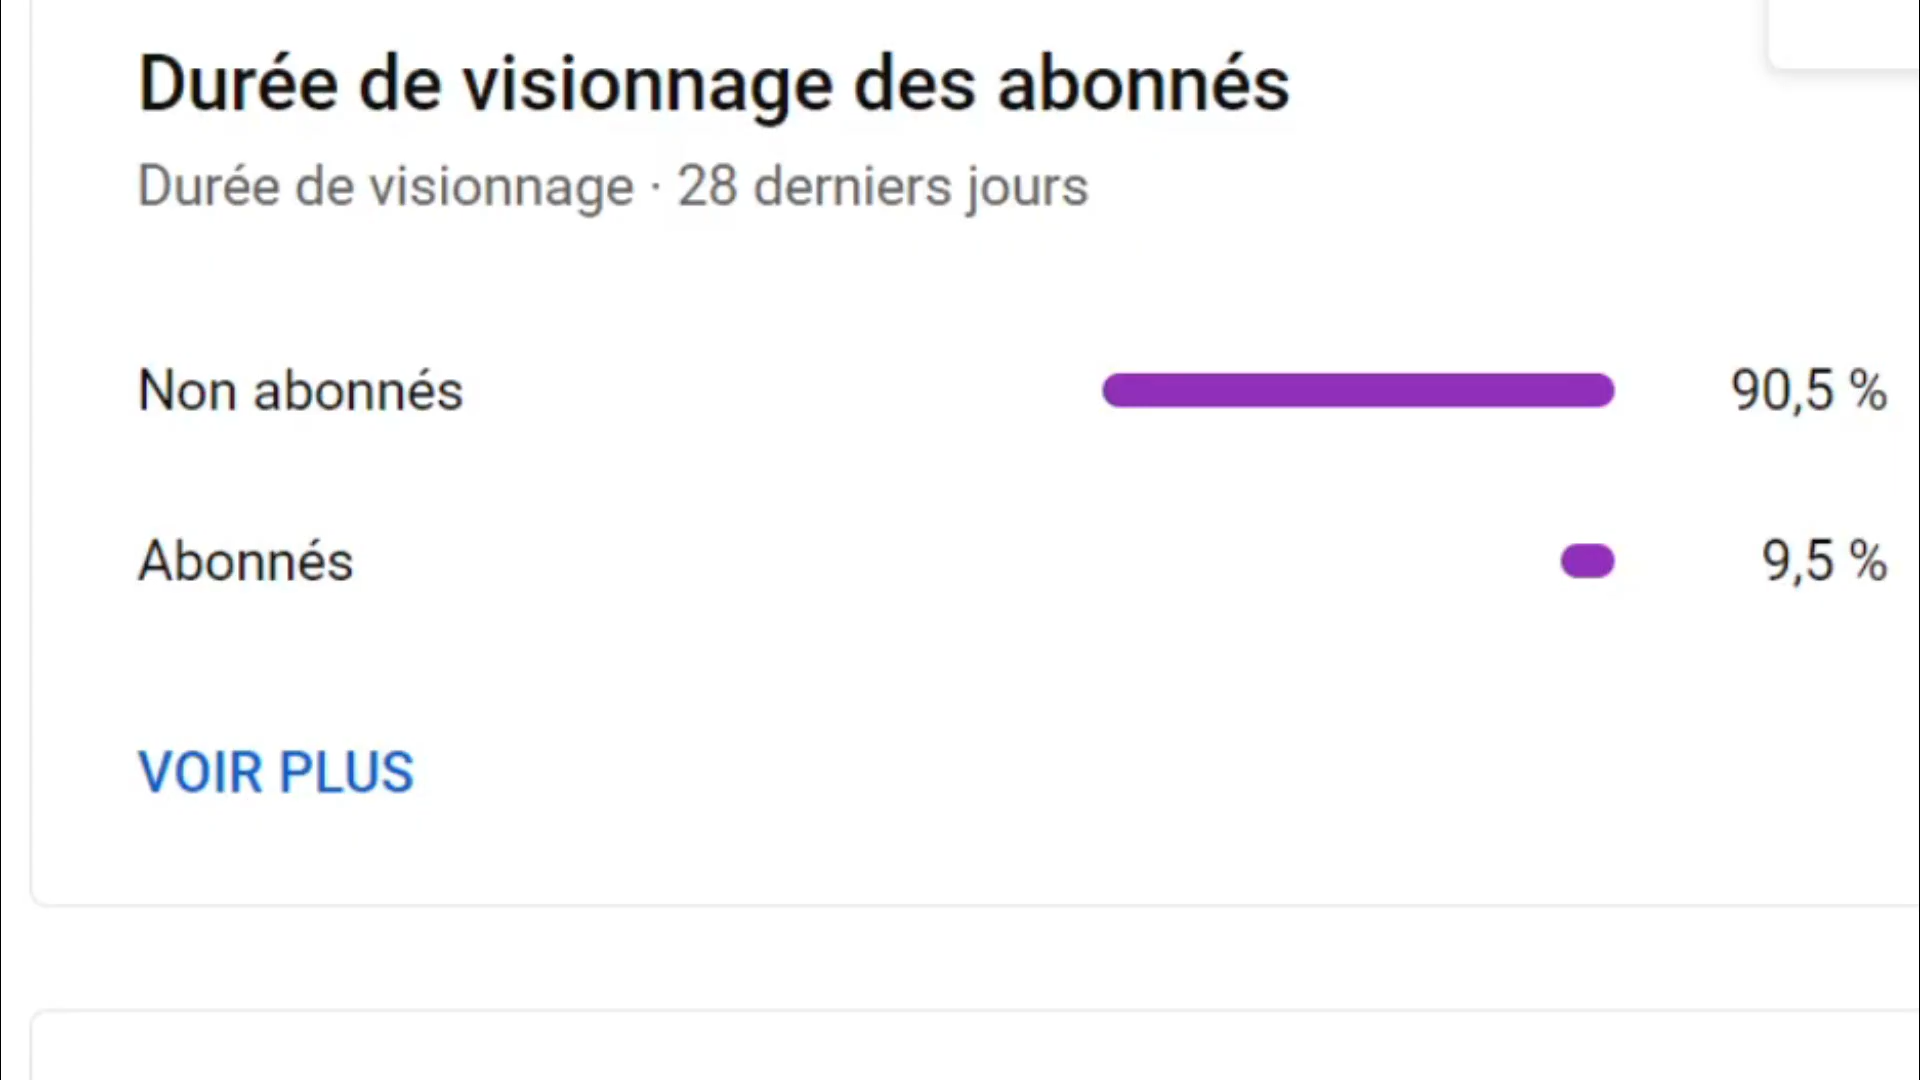 Durée de visionnage des abonnés
Durée de visionnage · 28 derniers jours
Non abonnés 90,5 %
Abonnés 9,5 %
VOIR PLUS